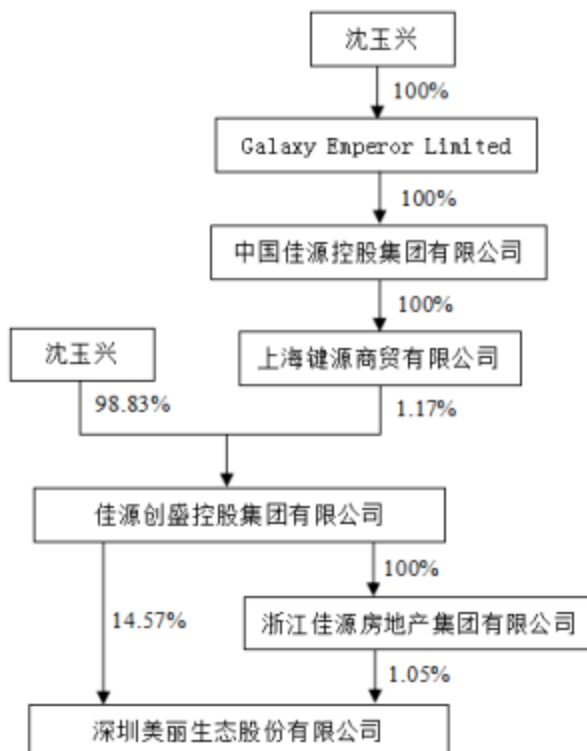 沈玉兴
100%
Galaxy Emperor Limited
100%
中国佳源控股集团有限公司
100%
沈玉兴
上海键源商贸有限公司
98.83%
1.17%
佳源创盛控股集团有限公司
100%
14.57%
浙江佳源房地产集团有限公司
1.05%
深圳美丽生态股份有限公司